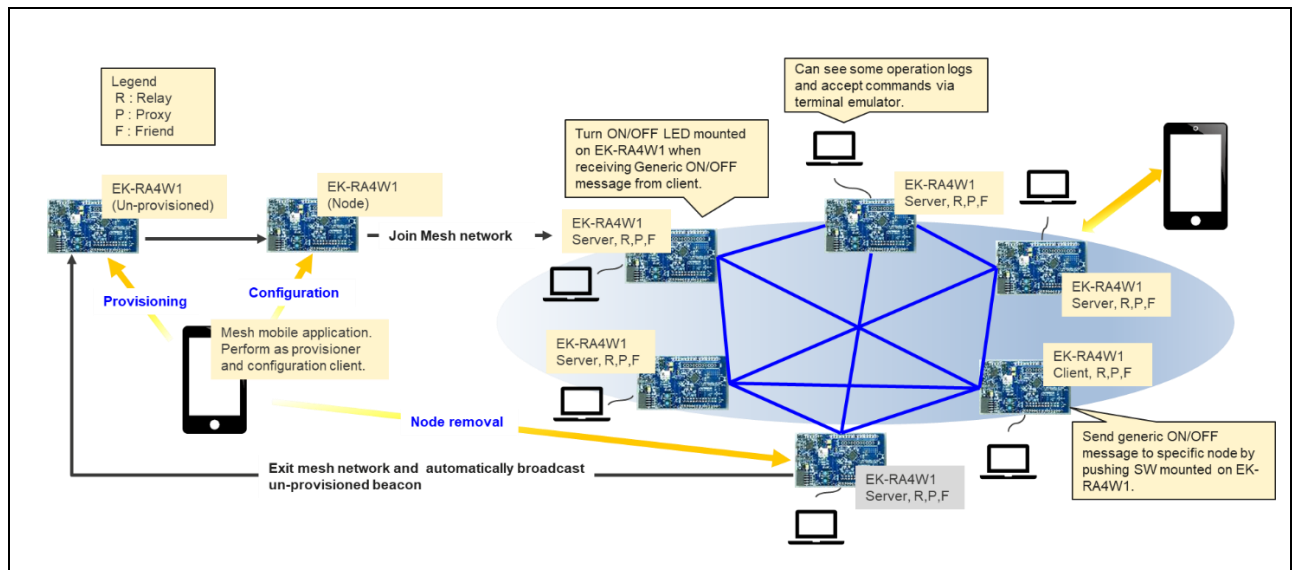 Legend
R : Relay
P : Proxy
F : Friend
Can see some operation logs
and accept commands via
terminal emulator.
Turn ON/OFF LED mounted
on EK-RA4W1 when
receiving Generic ON/OFF
message from client.
EK-RA4W1
(Un-provisioned)
EK-RA4W1
(Node)
Join Mesh network
EK-RA4W1
Server, R,P,F
EK-RA4W1
Server, R,P,F
EK-RA4W1
Server, R,P,F
Provisioning
Configuration
Mesh mobile application.
Perform as provisioner
and configuration client.
EK-RA4W1
Server, R,P,F
EK-RA4W1
Client, R,P,F
Node removal
Exit mesh network and automatically broadcast
un-provisioned beacon
EK-RA4W1
Server, R,P,F
Send generic ON/OFF
message to specific node by
pushing SW mounted on EK-
RA4W1.